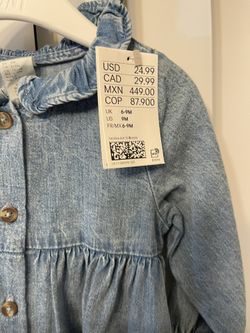 USD 24.99
CAD 29.99
MXN 449.00
COP 87.900
UK 6-9M
US 9M
FR/MX 6-9M